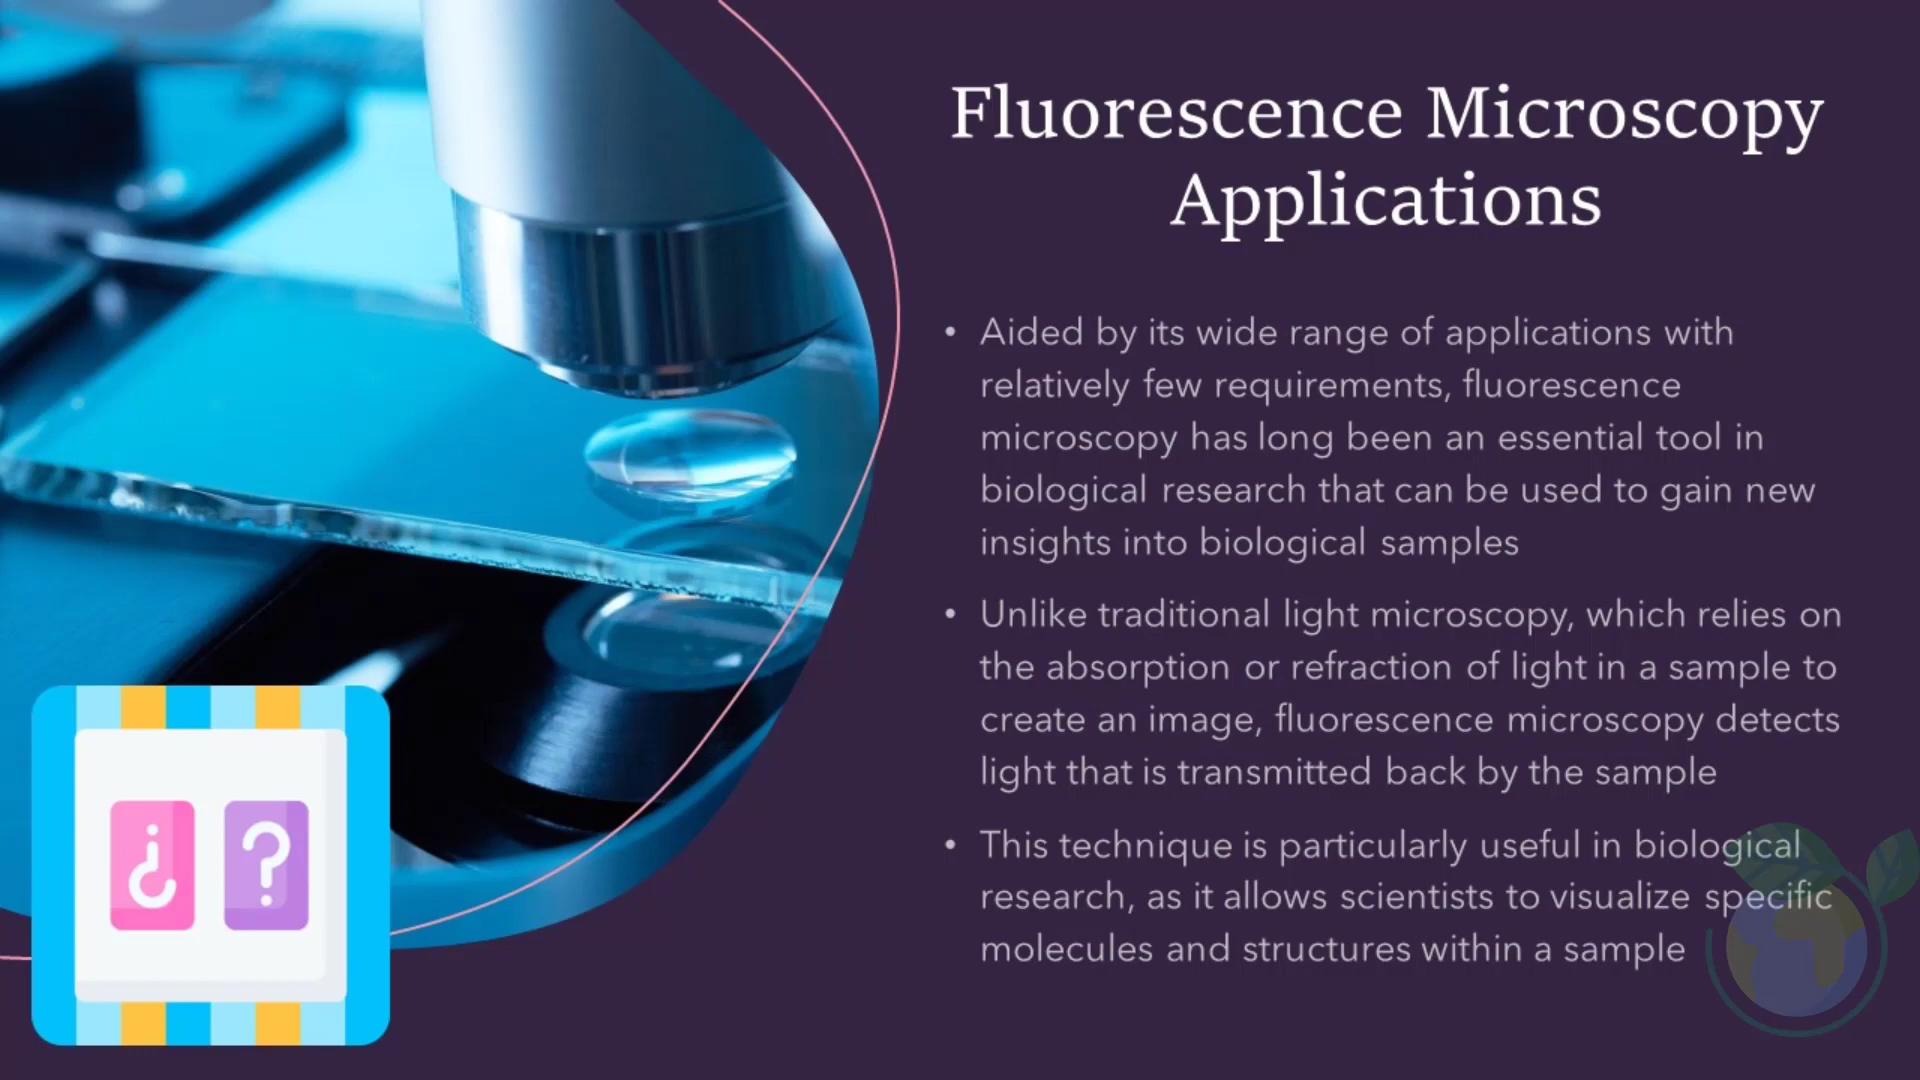 Fluorescence Microscopy
Applications
• Aided by its wide range of applications with
relatively few requirements, fluorescence
microscopy has long been an essential tool in
biological research that can be used to gain new
insights into biological samples
• Unlike traditional light microscopy, which relies on
the absorption or refraction of light in a sample to
create an image, fluorescence microscopy detects
light that is transmitted back by the sample
• This technique is particularly useful in biological
research, as it allows scientists to visualize specific
molecules and structures within a sample
¿ ?